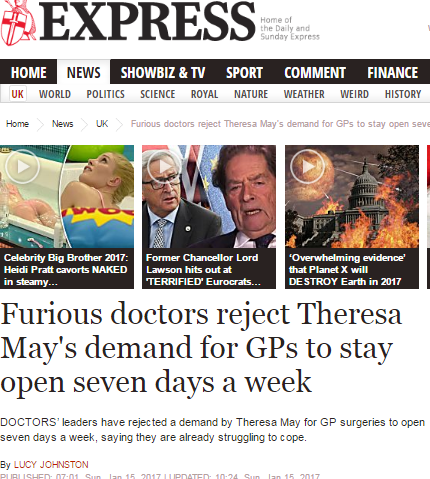 EXPRESS
Home of
the Daily and
Sunday Express
HOME NEWS SHOWBIZ & TV SPORT COMMENT FINANCE
UK WORLD POLITICS SCIENCE ROYAL NATURE WEATHER WEIRD HISTORY
Home News UK Furious doctors reject Theresa May's demand for GPs to stay open seve
Celebrity Big Brother 2017:
Heidi Pratt cavorts NAKED
in steamy…
Former Chancellor Lord
Lawson hits out at
'TERRIFIED' Eurocrats…
'Overwhelming evidence'
that Planet X will
DESTROY Earth in 2017
Furious doctors reject Theresa
May's demand for GPs to stay
open seven days a week
DOCTORS' leaders have rejected a demand by Theresa May for GP surgeries to open
seven days a week, saying they are already struggling to cope.
By LUCY JOHNSTON
PUBLISHED: 07:01, Sun, Jan 15, 2017 | UPDATED: 10:24, Sun, Jan 15, 2017